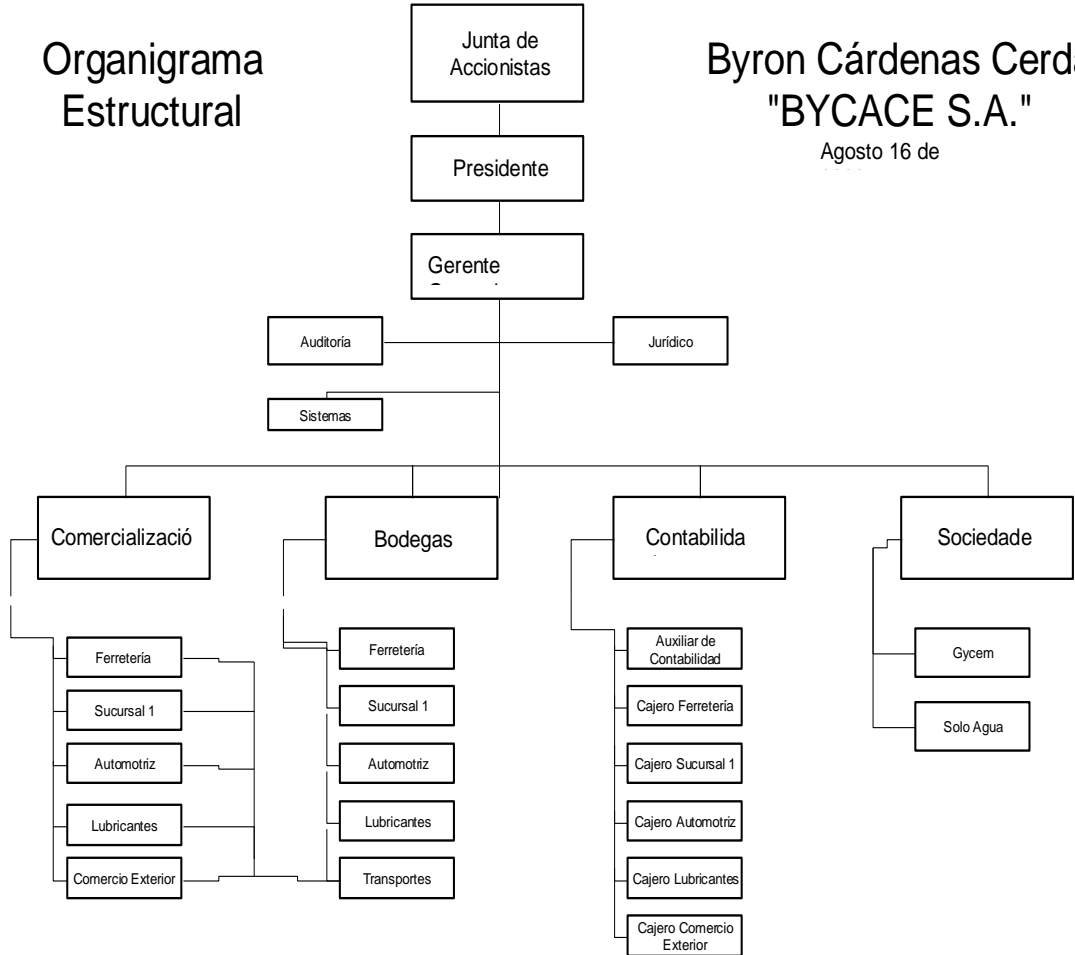 Organigrama
Estructural
Junta de
Accionistas
Byron Cárdenas Cerda
"BYCACE S.A."
Agosto 16 de
Presidente
Gerente
Auditoría
Jurídico
Sistemas
Comercializació
Bodegas
Contabilida
Sociedade
Ferretería
Sucursal 1
Automotriz
Lubricantes
Comercio Exterior
Ferretería
Sucursal 1
Automotriz
Lubricantes
Transportes
Auxiliar de
Contabilidad
Cajero Ferretería
Cajero Sucursal 1
Cajero Automotriz
Cajero Lubricantes
Cajero Comercio
Exterior
Gycem
Solo Agua